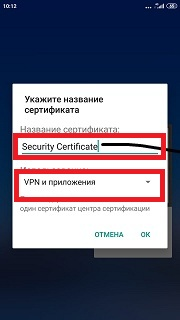 10:12
Укажите название
сертификата
Название сертификата:
Security Certificate
VPN и приложения
один сертификат центра сертификации
ОТМЕНА
ОК